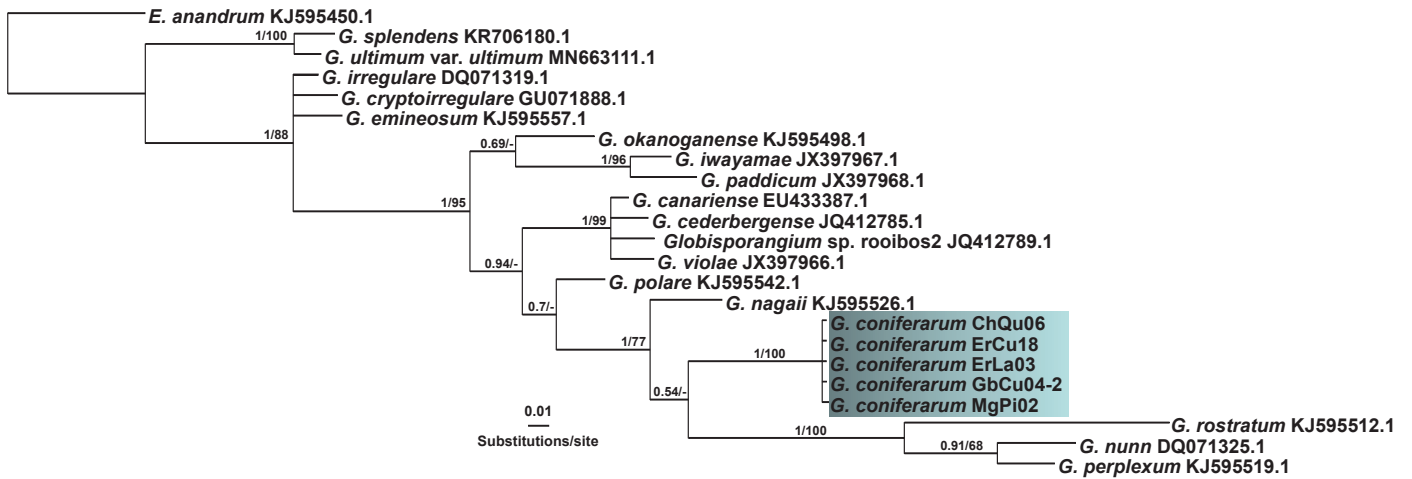 E. anandrum KJ595450.1
1/100
G. splendens KR706180.1
G. ultimum var. ultimum MN663111.1
G. irregulare DQ071319.1
G. cryptoirregulare GU071888.1
G. emineosum KJ595557.1
1/88
G. okanoganense KJ595498.1
0.69/-
1/96
G. iwayamae JX397967.1
G. paddicum JX397968.1
1/95
G. canariense EU433387.1
1/99
G. cederbergense JQ412785.1
Globisporangium sp. rooibos2 JQ412789.1
G. violae JX397966.1
0.94/-
G. polare KJ595542.1
0.7/-
G. nagaii KJ595526.1
1/77
G. coniferarum ChQu06
G. coniferarum ErCu18
1/100
G. coniferarum ErLa03
G. coniferarum GbCu04-2
G. coniferarum MgPi02
0.54/-
0.01
Substitutions/site
1/100
G. rostratum KJ595512.1
0.91/68
G. nunn DQ071325.1
G. perplexum KJ595519.1